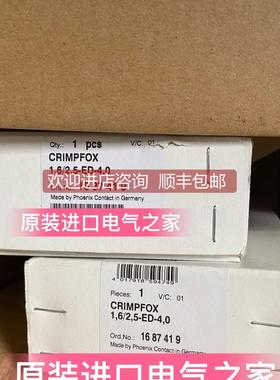 Qty.: 1 pcs V/C: 01
CRIMPFOX
欢迎进店咨询 顺丰包邮
1,6/2,5-ED-4,0
Made by Phoenix Contact in Germany
原装进口电气之家
4017918594745
Pieces: 1 V/C: 01
CRIMPFOX
1,6/2,5-ED-4,0
Ord.No.: 16 87 41 9
Made by Phoenix Contact in Germany
原装进口电气之家